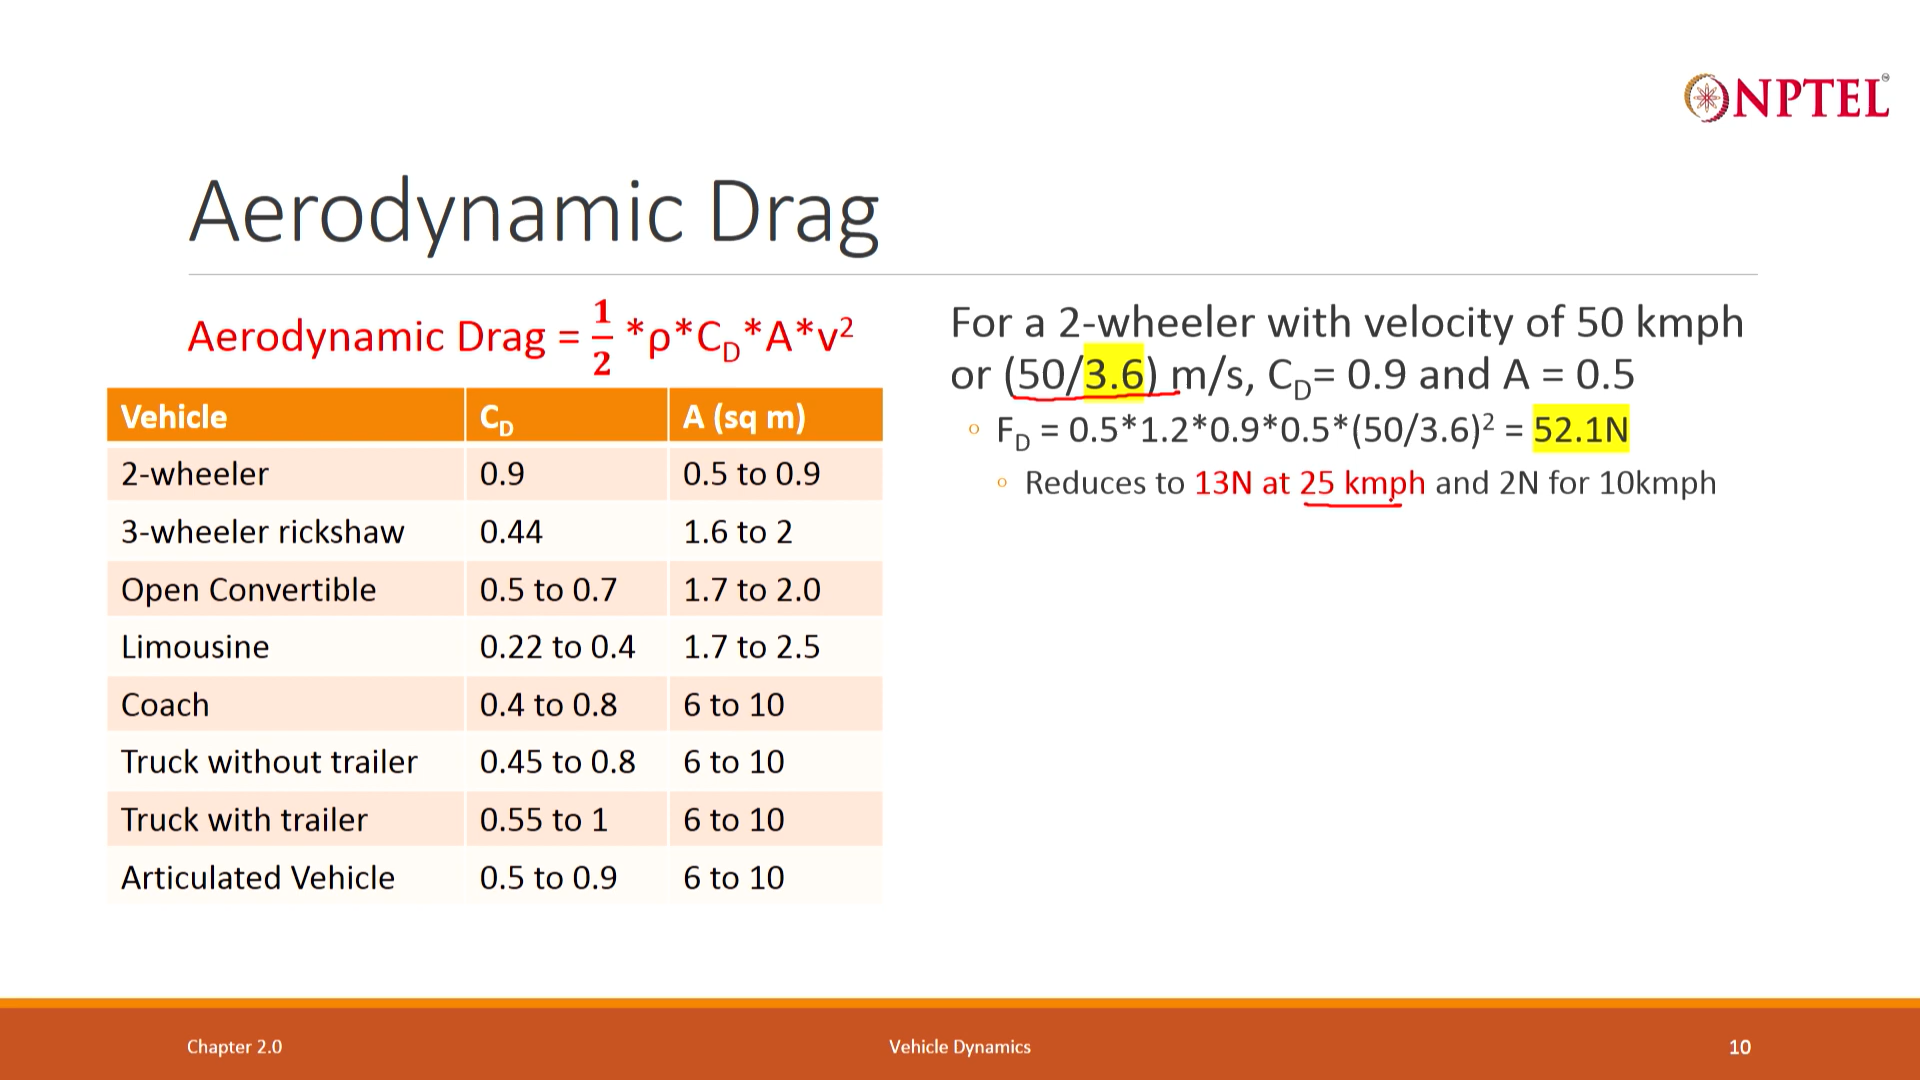 NPTEL™
Aerodynamic Drag
Aerodynamic Drag = 1/2 *ρ*C_D*A*v²
Vehicle C_D A (sq m)
2-wheeler 0.9 0.5 to 0.9
3-wheeler rickshaw 0.44 1.6 to 2
Open Convertible 0.5 to 0.7 1.7 to 2.0
Limousine 0.22 to 0.4 1.7 to 2.5
Coach 0.4 to 0.8 6 to 10
Truck without trailer 0.45 to 0.8 6 to 10
Truck with trailer 0.55 to 1 6 to 10
Articulated Vehicle 0.5 to 0.9 6 to 10
For a 2-wheeler with velocity of 50 kmph
or (50/3.6) m/s, C_D= 0.9 and A = 0.5
F_D = 0.5*1.2*0.9*0.5*(50/3.6)² = 52.1N
Reduces to 13N at 25 kmph and 2N for 10kmph
Chapter 2.0
Vehicle Dynamics
10